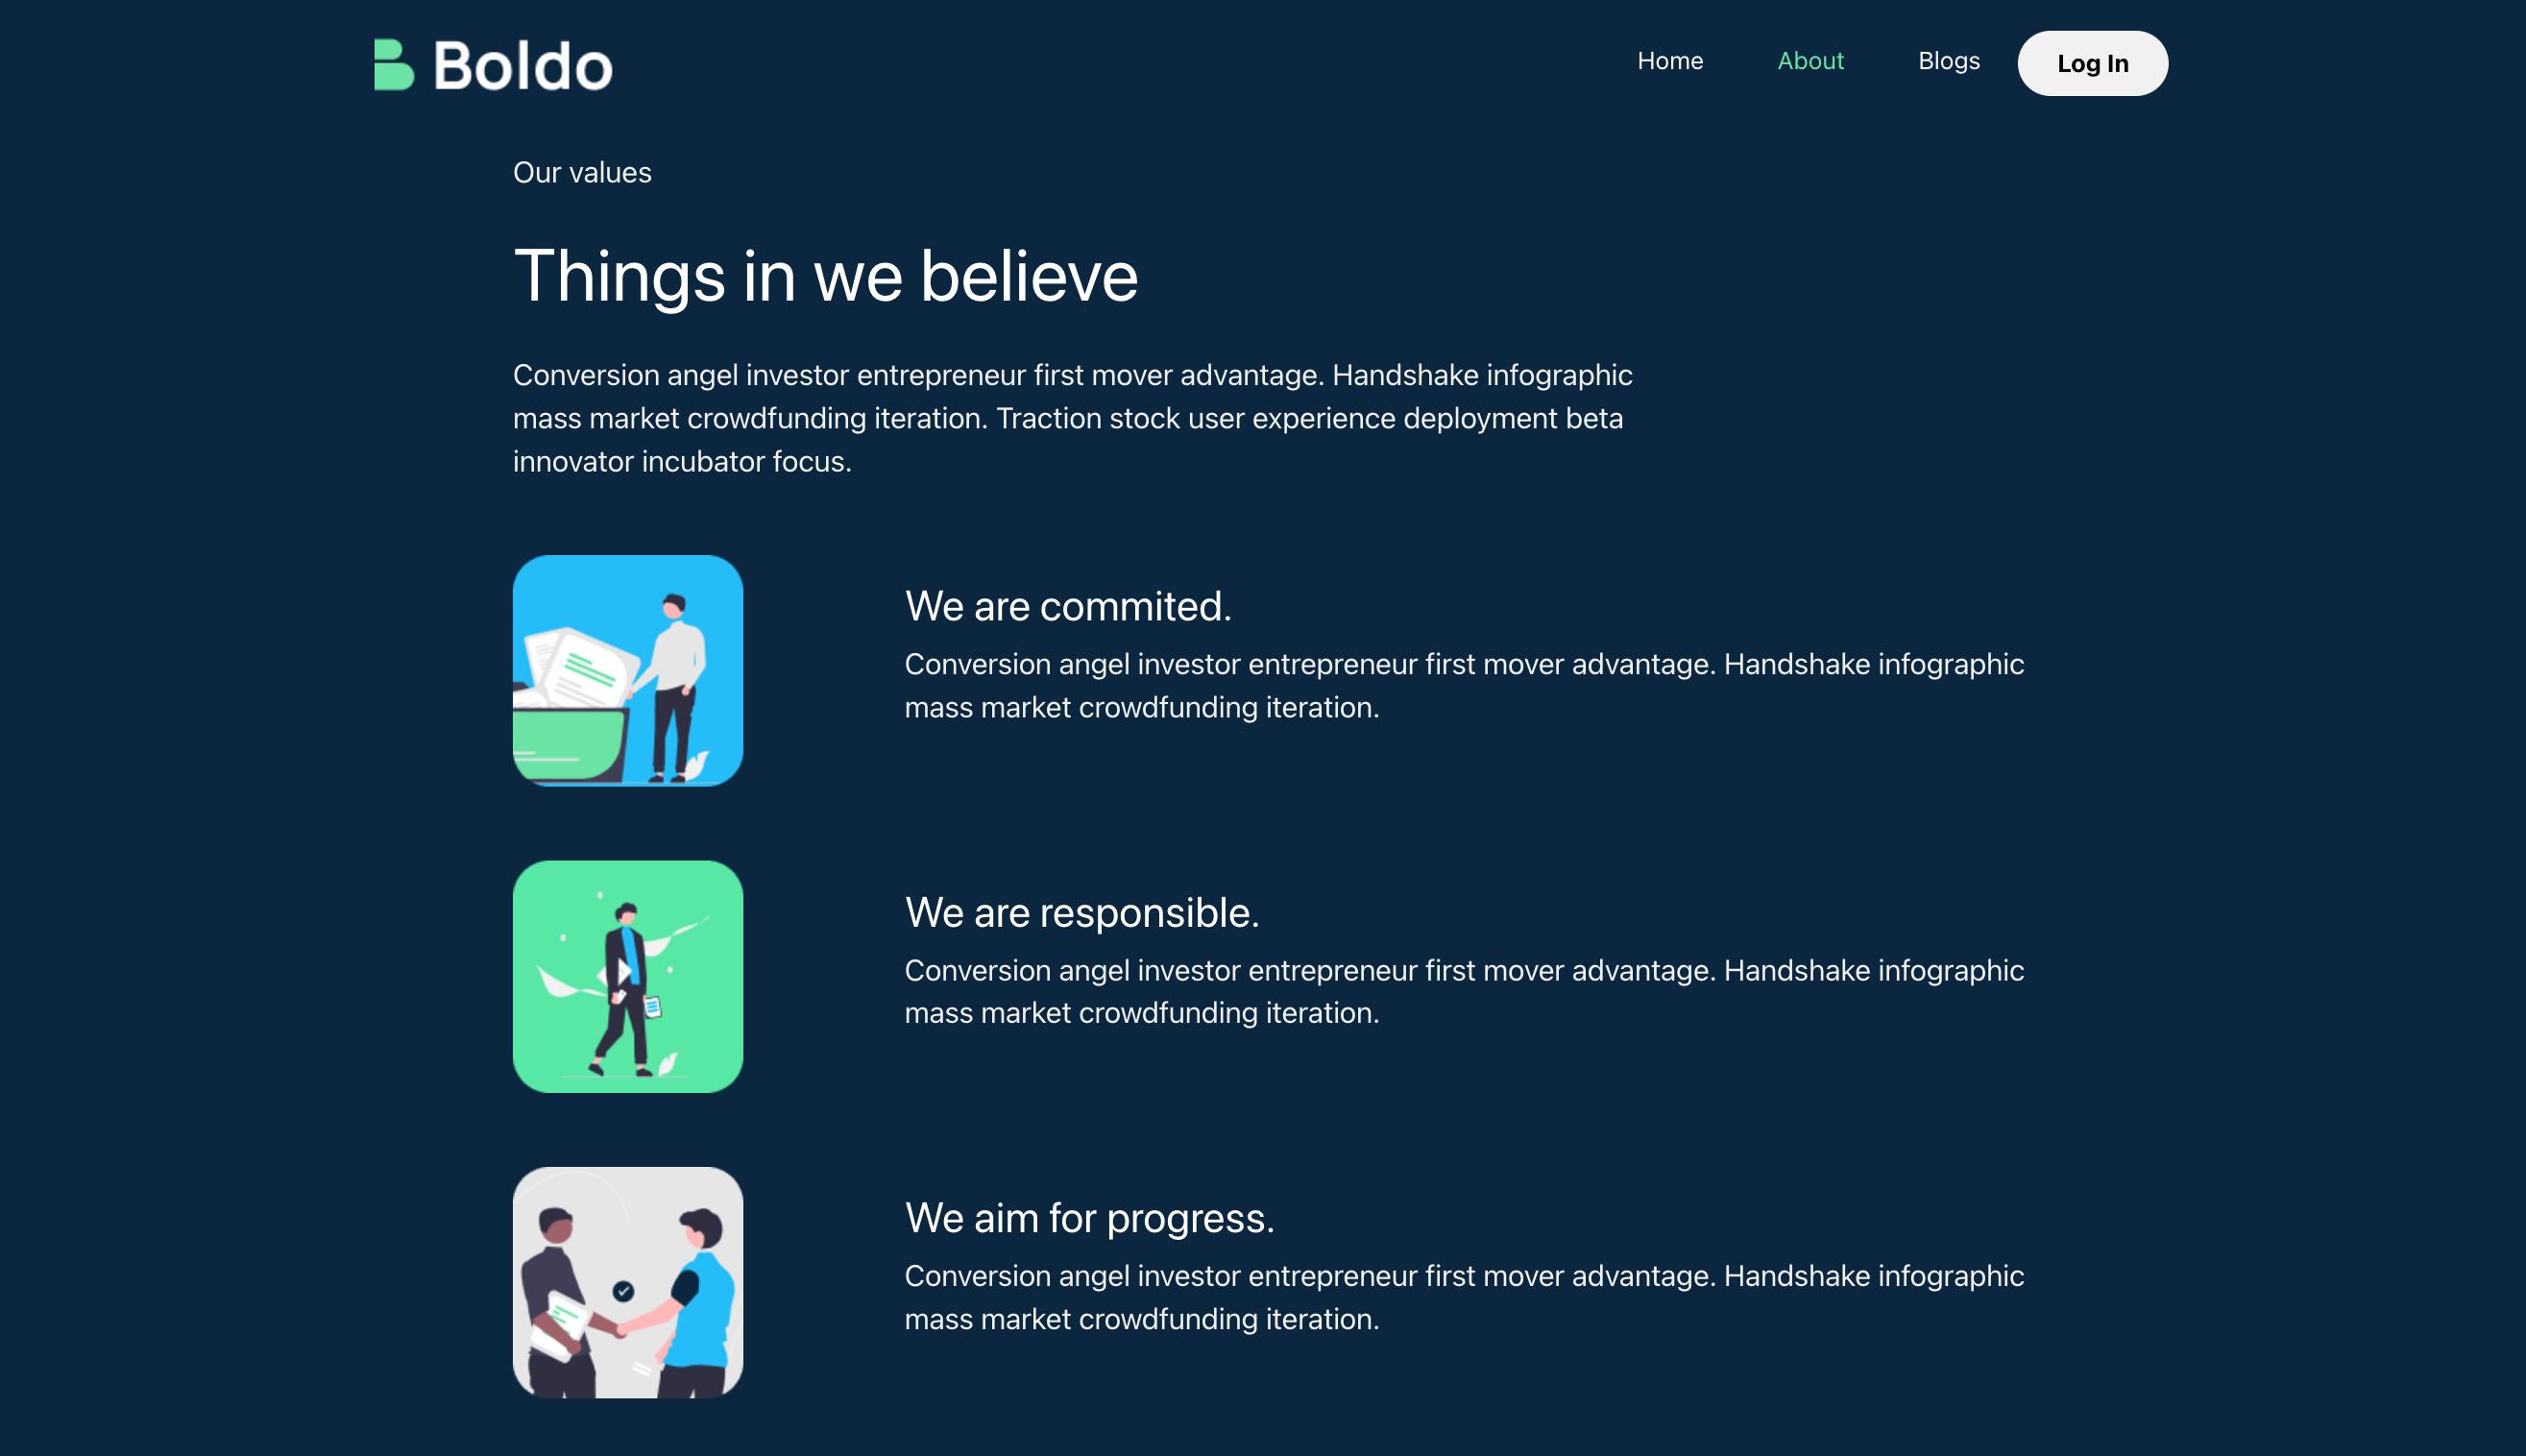 Boldo
Home
About
Blogs
Log In
Our values
Things in we believe
Conversion angel investor entrepreneur first mover advantage. Handshake infographic
mass market crowdfunding iteration. Traction stock user experience deployment beta
innovator incubator focus.
We are commited.
Conversion angel investor entrepreneur first mover advantage. Handshake infographic
mass market crowdfunding iteration.
We are responsible.
Conversion angel investor entrepreneur first mover advantage. Handshake infographic
mass market crowdfunding iteration.
We aim for progress.
Conversion angel investor entrepreneur first mover advantage. Handshake infographic
mass market crowdfunding iteration.